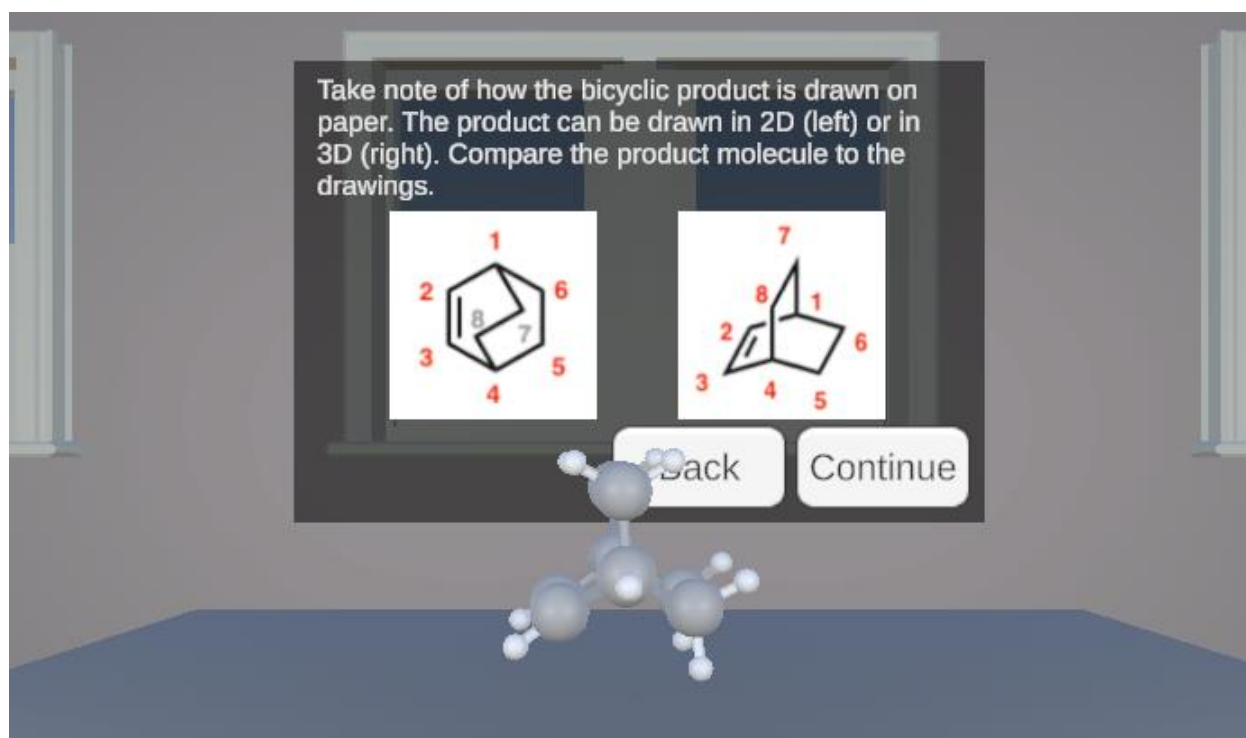 Take note of how the bicyclic product is drawn on
paper. The product can be drawn in 2D (left) or in
3D (right). Compare the product molecule to the
drawings.
1
2
6
8
7
3
5
4
7
8
1
2
6
3
4
5
Back
Continue